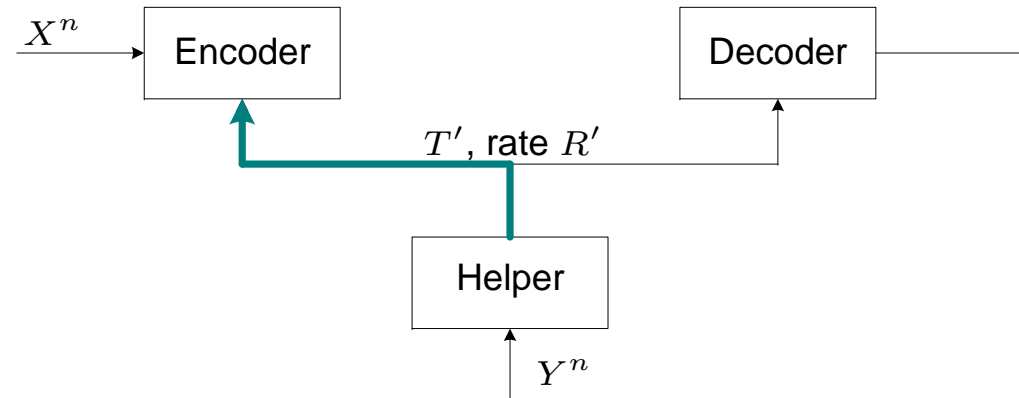 X^n
Encoder
Decoder
T′, rate R′
Helper
Y^n